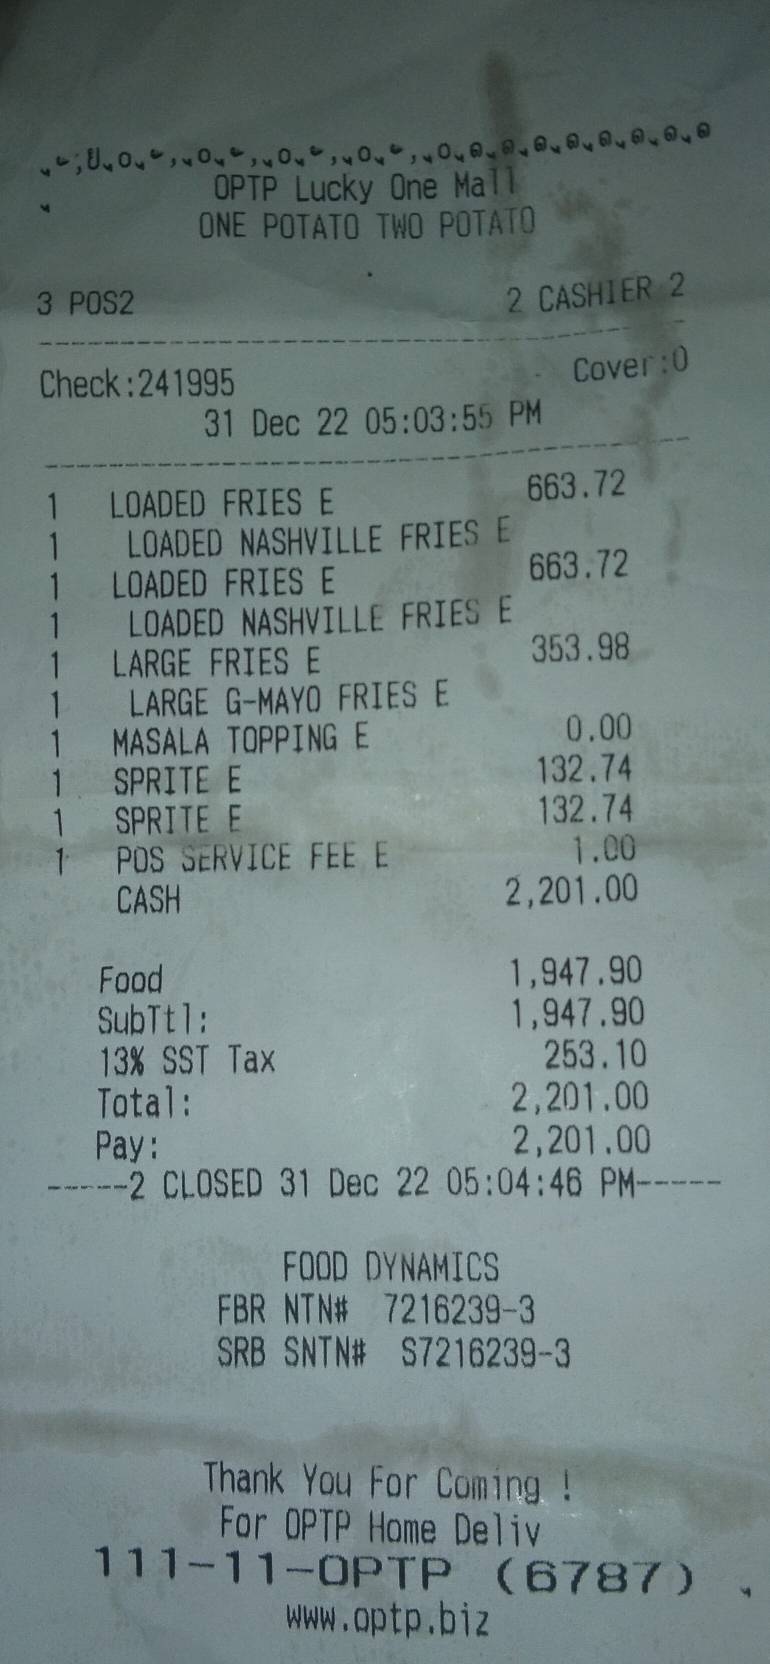 OPTP Lucky One Mall
ONE POTATO TWO POTATO
3 POS2 2 CASHIER 2
Check:241995 Cover:0
31 Dec 22 05:03:55 PM
1 LOADED FRIES E 663.72
1 LOADED NASHVILLE FRIES E
1 LOADED FRIES E 663.72
1 LOADED NASHVILLE FRIES E
1 LARGE FRIES E 353.98
1 LARGE G-MAYO FRIES E
1 MASALA TOPPING E 0.00
1 SPRITE E 132.74
1 SPRITE E 132.74
1 POS SERVICE FEE E 1.00
CASH 2,201.00
Food 1,947.90
SubTtl: 1,947.90
13% SST Tax 253.10
Total: 2,201.00
Pay: 2,201.00
-----2 CLOSED 31 Dec 22 05:04:46 PM-----
FOOD DYNAMICS
FBR NTN# 7216239-3
SRB SNTN# S7216239-3
Thank You For Coming !
For OPTP Home Deliv
111-11-OPTP (6787)
www.optp.biz